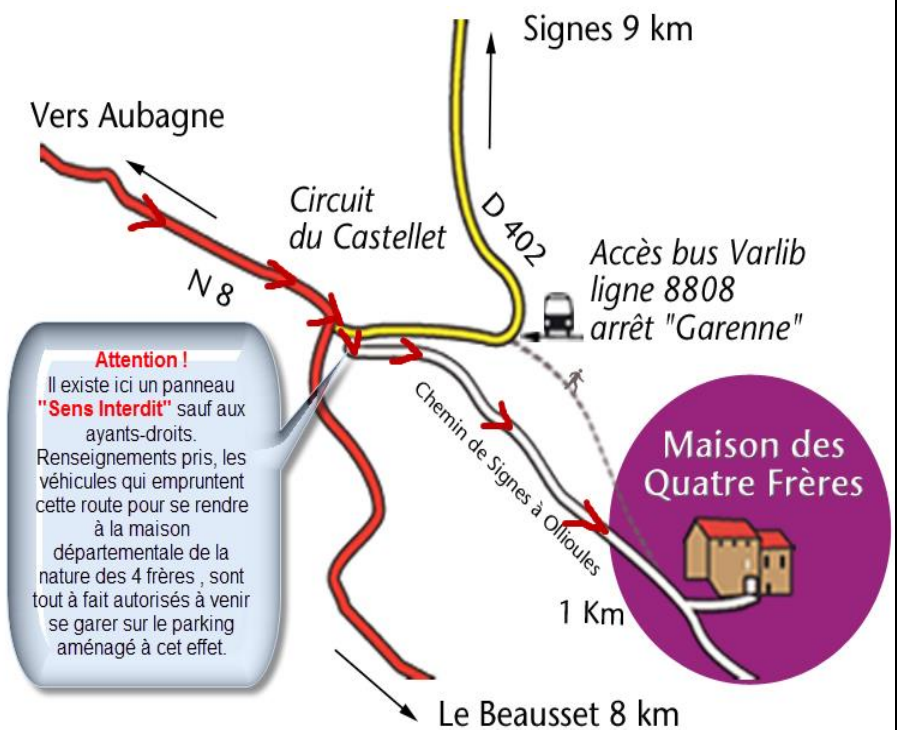 Signes 9 km
Vers Aubagne
Circuit
du Castellet
D 402
N 8
Accès bus Varlib
ligne 8808
arrêt "Garenne"
Attention !
Il existe ici un panneau
"Sens Interdit" sauf aux
ayants-droits.
Renseignements pris, les
véhicules qui empruntent
cette route pour se rendre
à la maison
départementale de la
nature des 4 frères , sont
tout à fait autorisés à venir
se garer sur le parking
aménagé à cet effet.
Chemin de Signes à Ollioules
Maison des
Quatre Frères
1 Km
Le Beausset 8 km